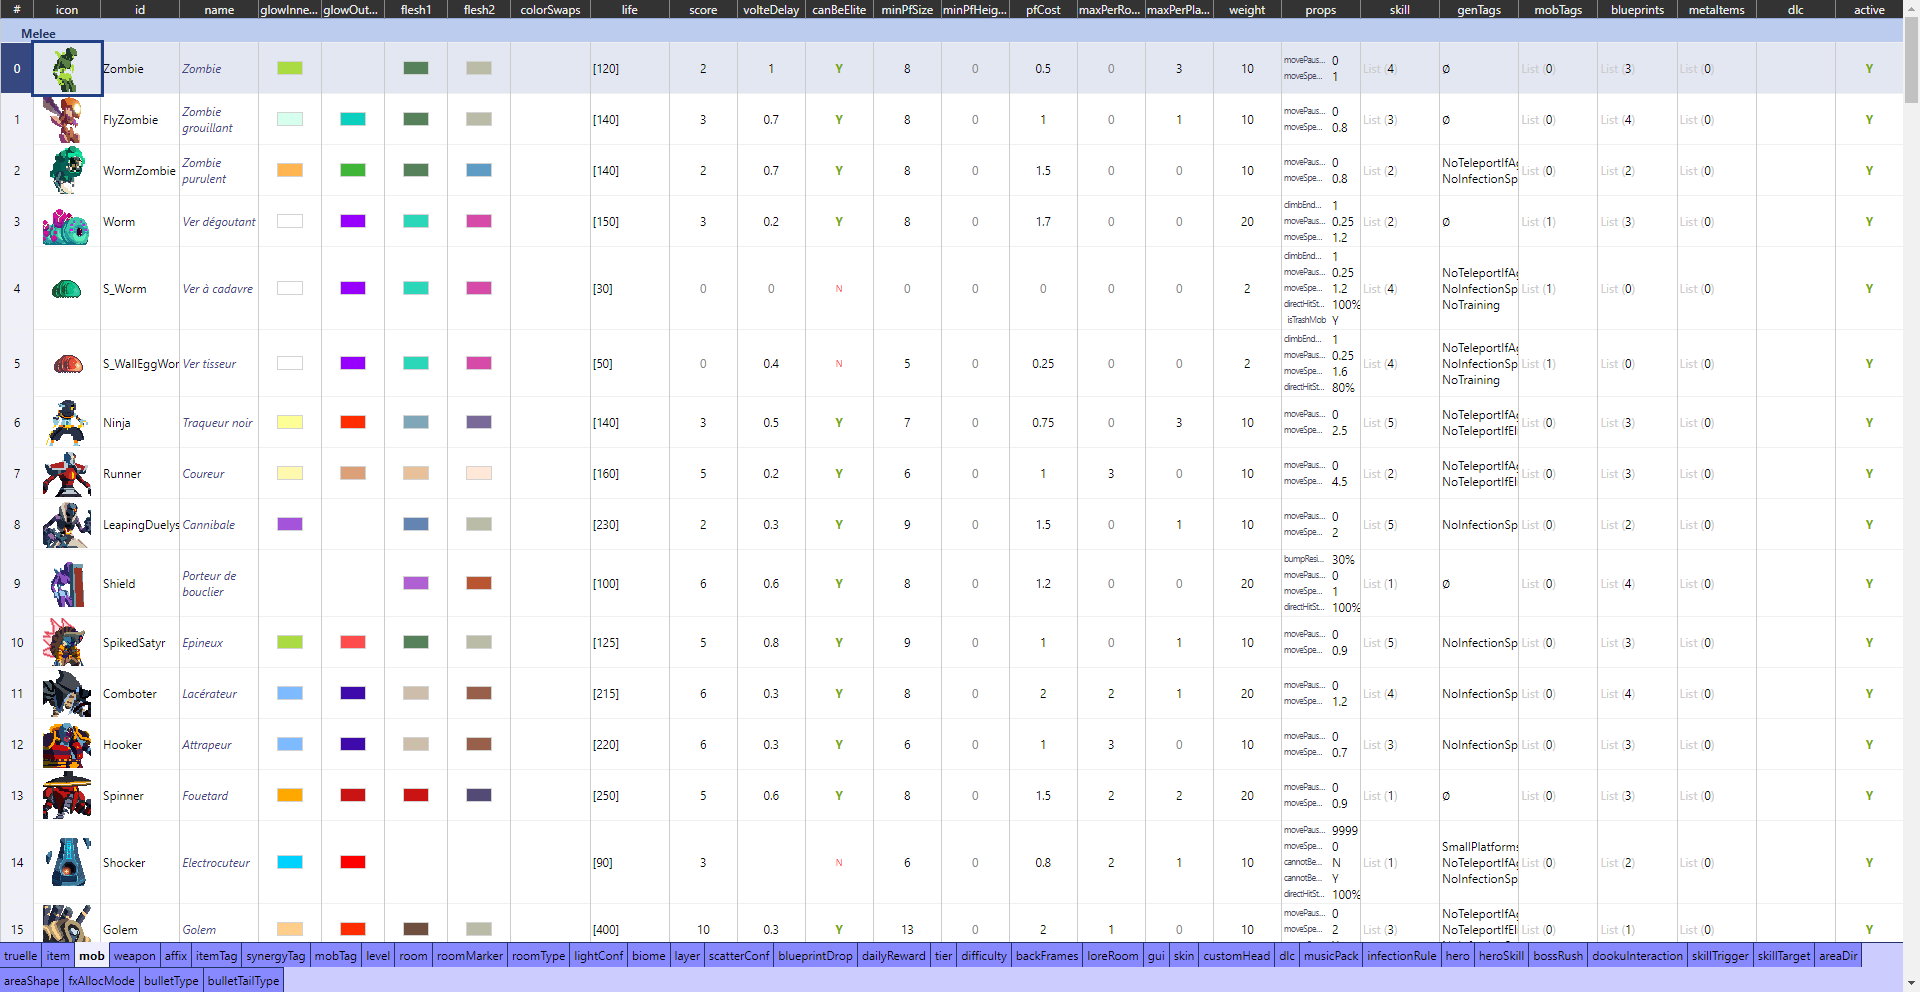 # icon id name glowInne... glowOut... flesh1 flesh2 colorSwaps life score volteDelay canBeElite minPfSize minPfHeig... pfCost maxPerRo... maxPerPla... weight props skill genTags mobTags blueprints metaItems dlc active
Melee
0 Zombie Zombie [120] 2 1 Y 8 0 0.5 0 3 10 movePaus... 0 moveSpe... 1 List (4) Ø List (0) List (3) List (0) Y
1 FlyZombie Zombie grouillant [140] 3 0.7 Y 8 0 1 0 1 10 movePaus... 0 moveSpe... 0.8 List (3) Ø List (0) List (4) List (0) Y
2 WormZombie Zombie purulent [140] 2 0.7 Y 8 0 1.5 0 0 10 movePaus... 0 moveSpe... 0.8 List (2) NoTeleportIfA NoInfectionSp List (0) List (2) List (0) Y
3 Worm Ver dégoutant [150] 3 0.2 Y 8 0 1.7 0 0 20 climbEnd... 1 movePaus... 0.25 moveSpe... 1.2 List (2) Ø List (1) List (3) List (0) Y
4 S_Worm Ver à cadavre [30] 0 0 N 0 0 0 0 0 2 climbEnd... 1 movePaus... 0.25 moveSpe... 1.2 directHitSt... 100% isTrashMob Y List (4) NoTeleportIfA NoInfectionSp NoTraining List (1) List (0) List (0) Y
5 S_WallEggWor Ver tisseur [50] 0 0.4 N 5 0 0.25 0 0 2 climbEnd... 1 movePaus... 0.25 moveSpe... 1.6 directHitSt... 80% List (4) NoTeleportIfA NoInfectionSp NoTraining List (1) List (0) List (0) Y
6 Ninja Traqueur noir [140] 3 0.5 Y 7 0 0.75 0 3 10 movePaus... 0 moveSpe... 2.5 List (5) NoTeleportIfA NoTeleportIfEl List (0) List (3) List (0) Y
7 Runner Coureur [160] 5 0.2 Y 6 0 1 3 0 10 movePaus... 0 moveSpe... 4.5 List (2) NoTeleportIfA NoTeleportIfEl List (0) List (3) List (0) Y
8 LeapingDuelys Cannibale [230] 2 0.3 Y 9 0 1.5 0 1 10 movePaus... 0 moveSpe... 2 List (5) NoInfectionSp List (0) List (2) List (0) Y
9 Shield Porteur de bouclier [100] 6 0.6 Y 8 0 1.2 0 0 20 bumpResi... 30% movePaus... 0 moveSpe... 1 directHitSt... 100% List (1) Ø List (0) List (4) List (0) Y
10 SpikedSatyr Epineux [125] 5 0.8 Y 9 0 1 0 1 10 movePaus... 0 moveSpe... 0.9 List (5) NoInfectionSp List (0) List (3) List (0) Y
11 Comboter Lacérateur [215] 6 0.3 Y 8 0 2 2 1 20 movePaus... 0 moveSpe... 1.2 List (4) NoInfectionSp List (0) List (4) List (0) Y
12 Hooker Attrapeur [220] 6 0.3 Y 6 0 1 3 0 10 movePaus... 0 moveSpe... 0.7 List (3) NoInfectionSp List (0) List (3) List (0) Y
13 Spinner Fouetard [250] 5 0.6 Y 8 0 1.5 2 2 20 movePaus... 0 moveSpe... 0.9 List (1) Ø List (0) List (3) List (0) Y
14 Shocker Electrocuteur [90] 3 N 6 0 0.8 2 1 10 movePaus... 9999 moveSpe... 0 cannotBe... N cannotBe... Y directHitSt... 100% List (1) SmallPlatforms NoTeleportIfA NoInfectionSp List (0) List (2) List (0) Y
15 Golem Golem [400] 10 0.3 Y 13 0 2 1 0 10 movePaus... 0 moveSpe... 2 List (3) NoTeleportIfA NoTeleportIfEl List (0) List (1) List (0) Y
truelle item mob weapon affix itemTag synergyTag mobTag level room roomMarker roomType lightConf biome layer scatterConf blueprintDrop dailyReward tier difficulty backFrames loreRoom gui skin customHead dlc musicPack infectionRule hero heroSkill bossRush dookuInteraction skillTrigger skillTarget areaDir
areaShape fxAllocMode bulletType bulletTailType